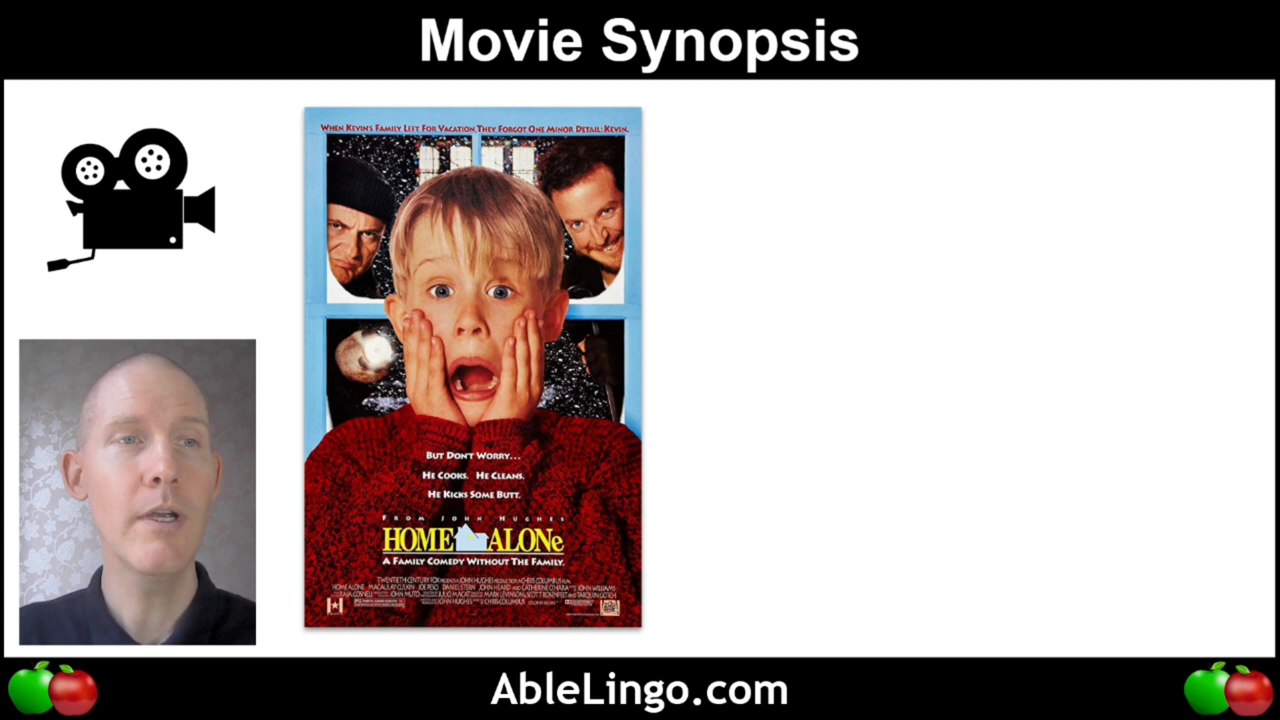 Movie Synopsis
WHEN KEVIN'S FAMILY LEFT FOR VACATION, THEY FORGOT ONE MINOR DETAIL: KEVIN.
BUT DON'T WORRY...
HE COOKS. HE CLEANS.
HE KICKS SOME BUTT.
FROM JOHN HUGHES
HOME ALONe
A FAMILY COMEDY WITHOUT THE FAMILY.
AbleLingo.com